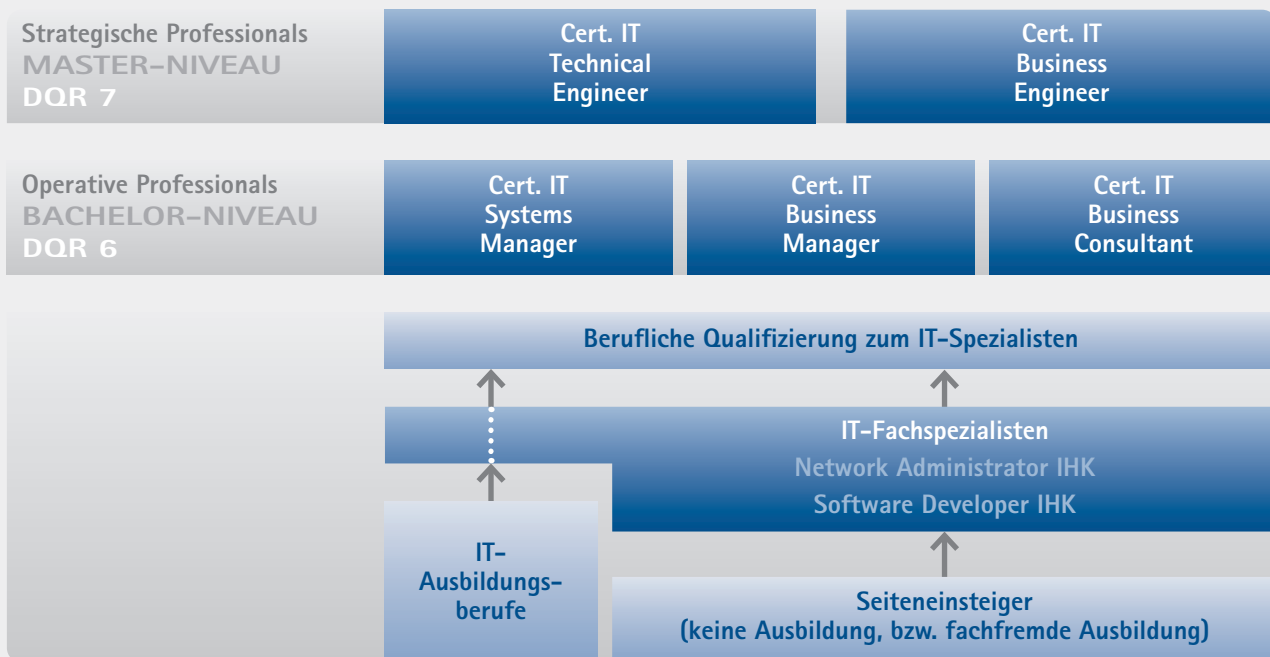 Strategische Professionals
MASTER-NIVEAU
DQR 7
Cert. IT
Technical
Engineer
Cert. IT
Business
Engineer
Operative Professionals
BACHELOR-NIVEAU
DQR 6
Cert. IT
Systems
Manager
Cert. IT
Business
Manager
Cert. IT
Business
Consultant
Berufliche Qualifizierung zum IT-Spezialisten
IT-Fachspezialisten
Network Administrator IHK
Software Developer IHK
IT-
Ausbildungs-
berufe
Seiteneinsteiger
(keine Ausbildung, bzw. fachfremde Ausbildung)